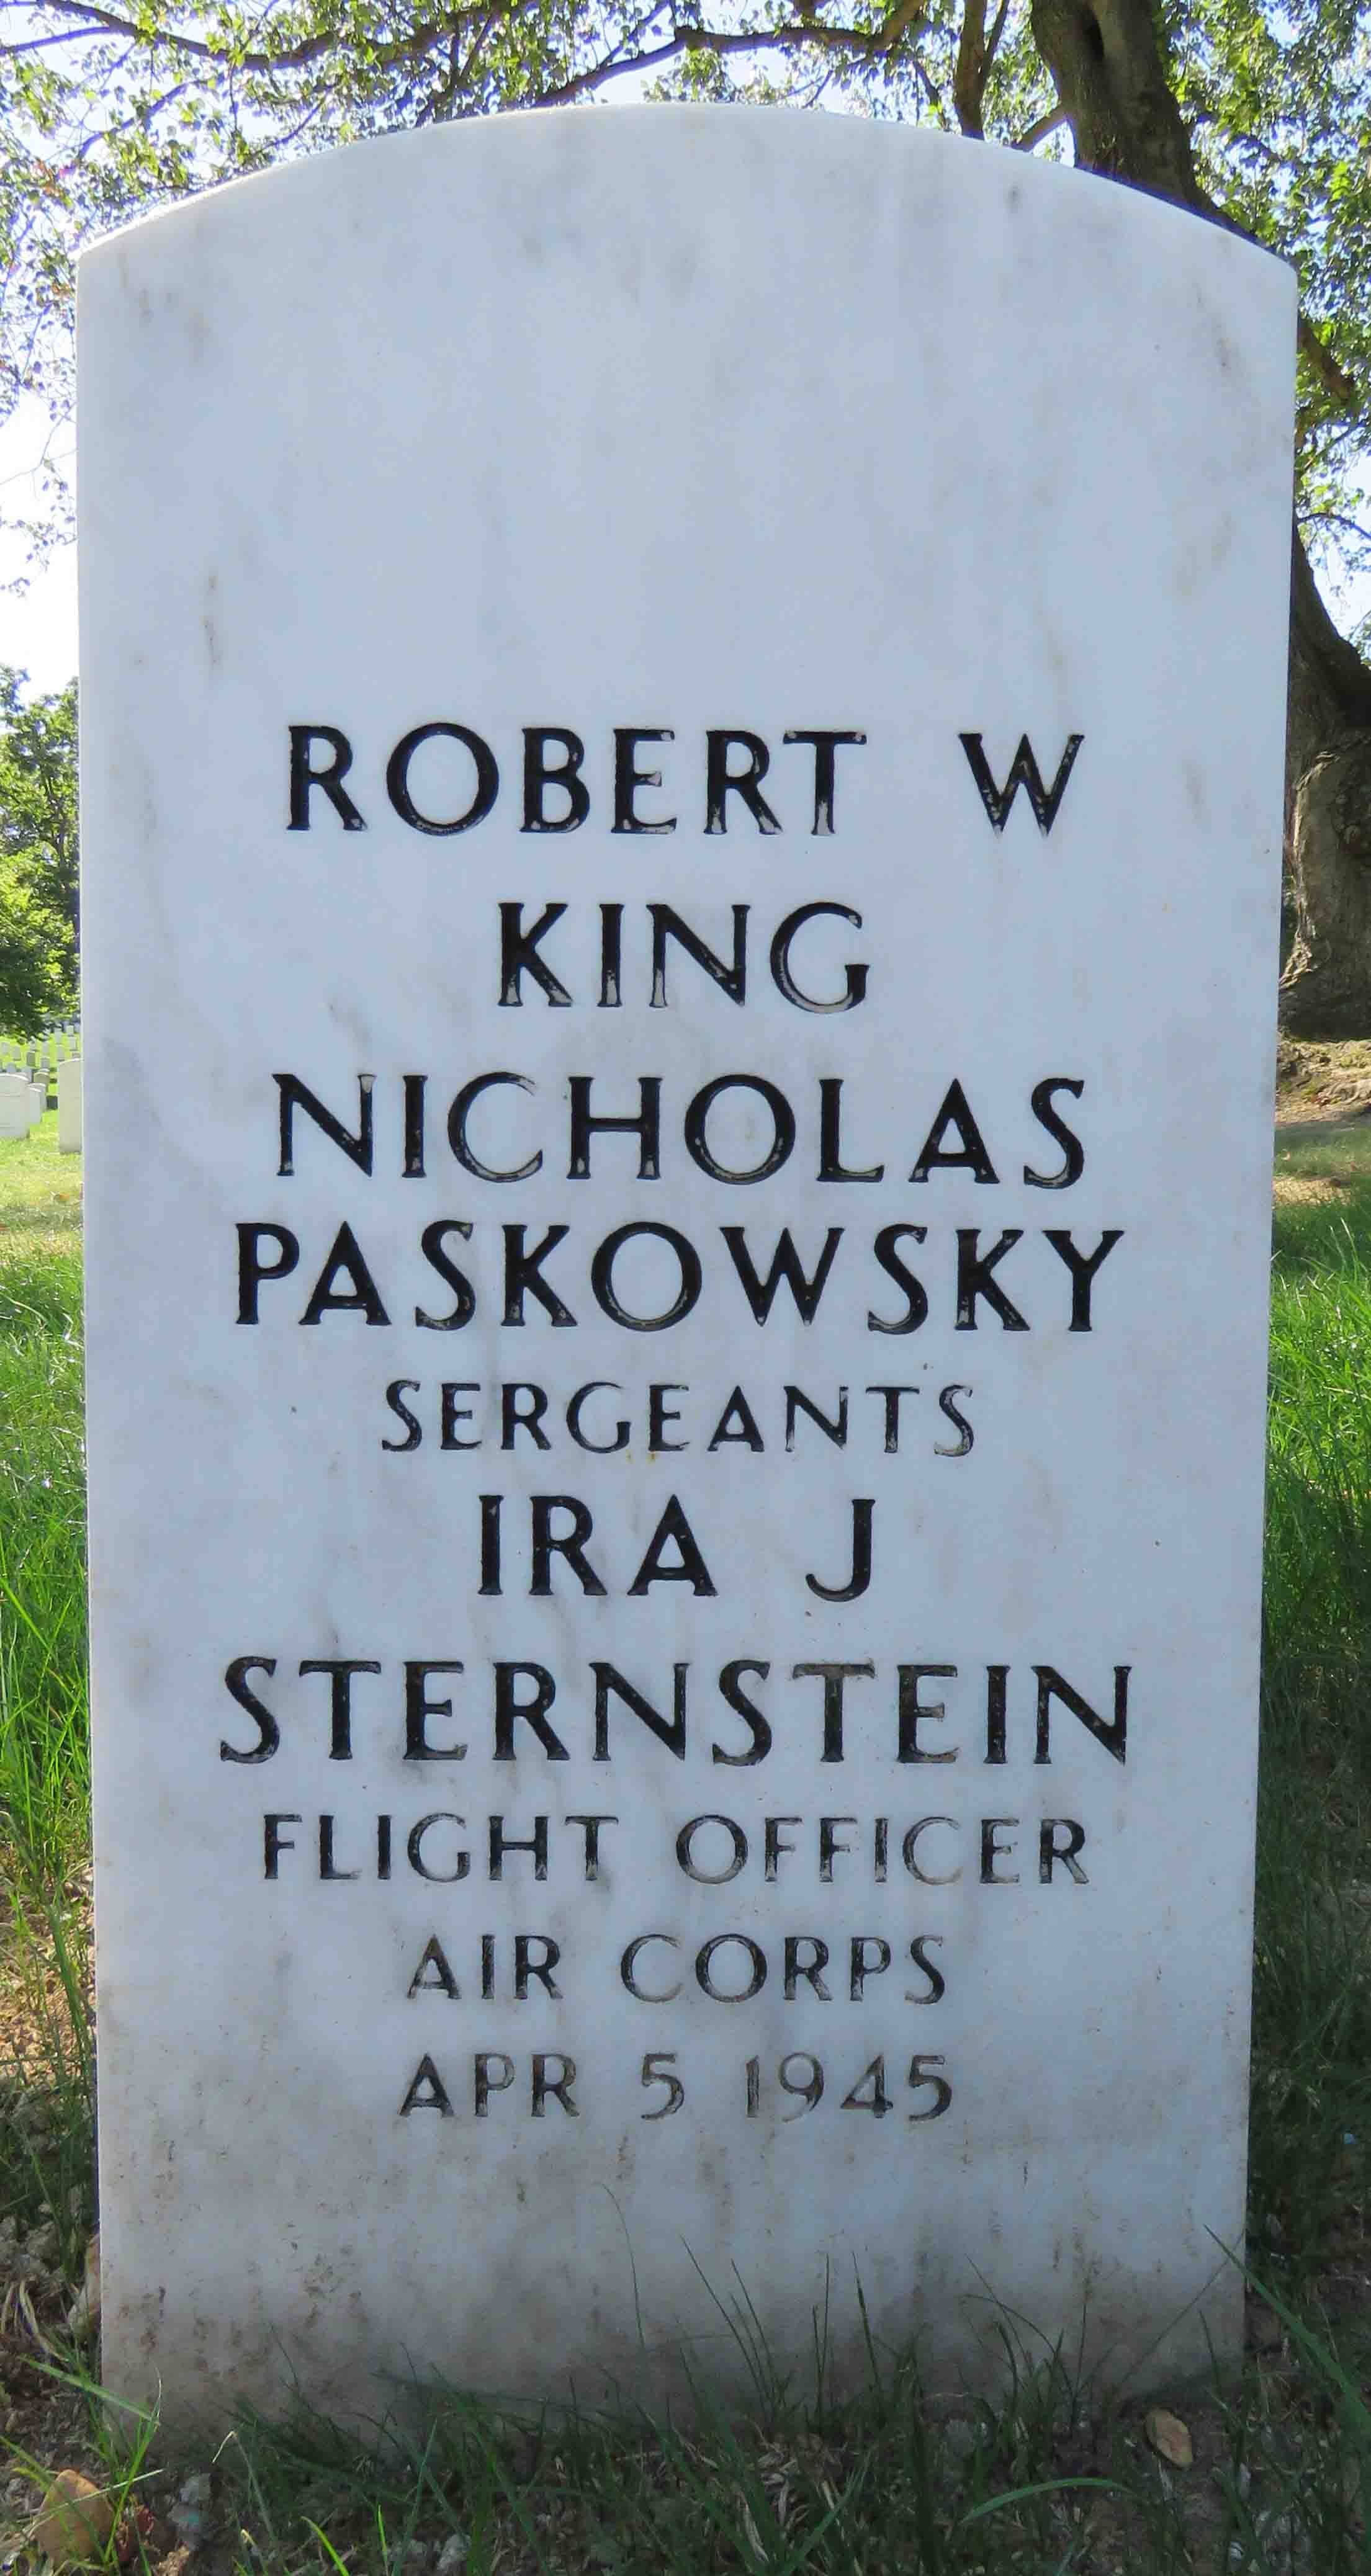 ROBERT W
KING
NICHOLAS
PASKOWSKY
SERGEANTS
IRA J
STERNSTEIN
FLIGHT OFFICER
AIR CORPS
APR 5 1945